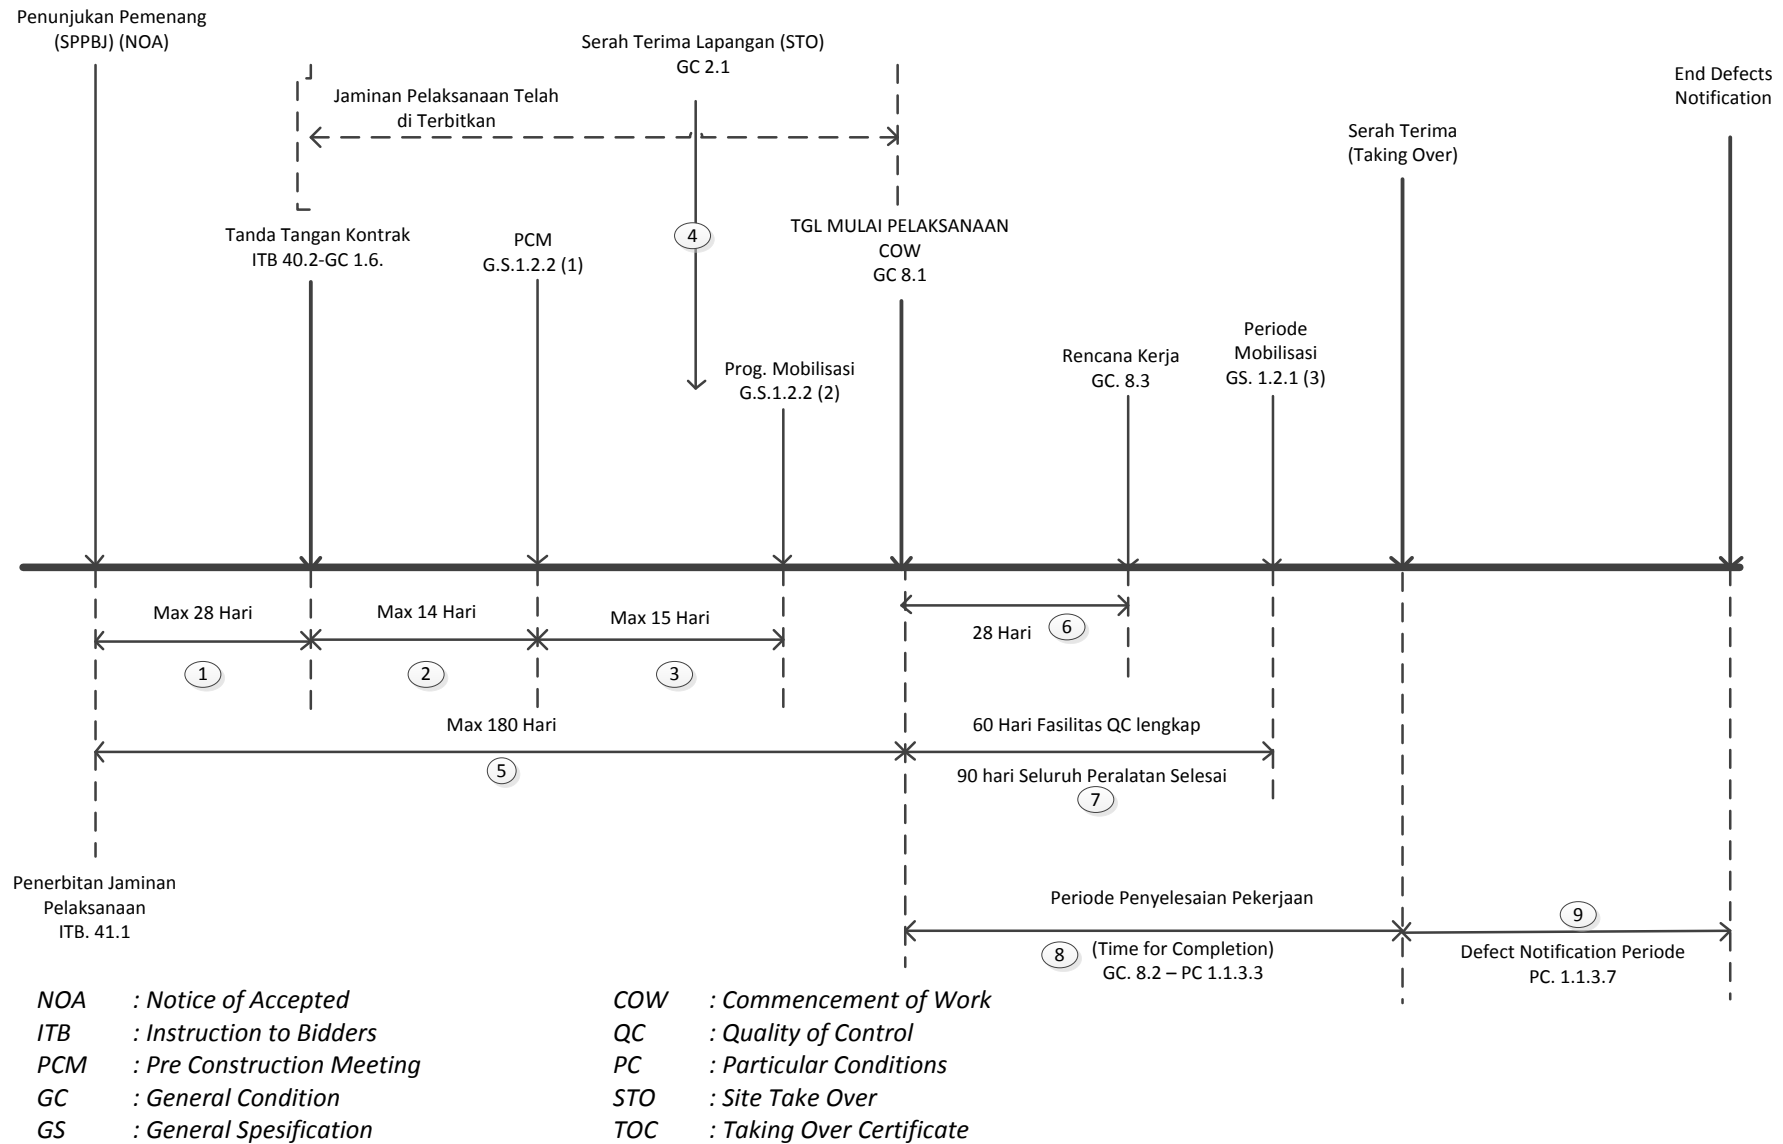 Penunjukan Pemenang
(SPPBJ) (NOA)
Serah Terima Lapangan (STO)
GC 2.1
End Defects
Notification
Jaminan Pelaksanaan Telah
di Terbitkan
Serah Terima
(Taking Over)
Tanda Tangan Kontrak
ITB 40.2-GC 1.6.
PCM
G.S.1.2.2 (1)
4
TGL MULAI PELAKSANAAN
COW
GC 8.1
Prog. Mobilisasi
G.S.1.2.2 (2)
Rencana Kerja
GC. 8.3
Periode
Mobilisasi
GS. 1.2.1 (3)
Max 28 Hari
1
Max 14 Hari
2
Max 15 Hari
3
28 Hari
6
Max 180 Hari
5
60 Hari Fasilitas QC lengkap
90 hari Seluruh Peralatan Selesai
7
Penerbitan Jaminan
Pelaksanaan
ITB. 41.1
Periode Penyelesaian Pekerjaan
8
(Time for Completion)
GC. 8.2 – PC 1.1.3.3
9
Defect Notification Periode
PC. 1.1.3.7
NOA : Notice of Accepted
ITB : Instruction to Bidders
PCM : Pre Construction Meeting
GC : General Condition
GS : General Spesification
COW : Commencement of Work
QC : Quality of Control
PC : Particular Conditions
STO : Site Take Over
TOC : Taking Over Certificate